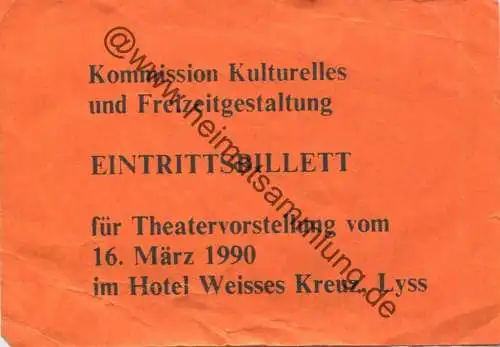 Kommission Kulturelles
und Freizeitgestaltung
EINTRITTSBILLETT
für Theatervorstellung vom
16. März 1990
im Hotel Weisses Kreuz, Lyss
@www.heimatsammlung.de